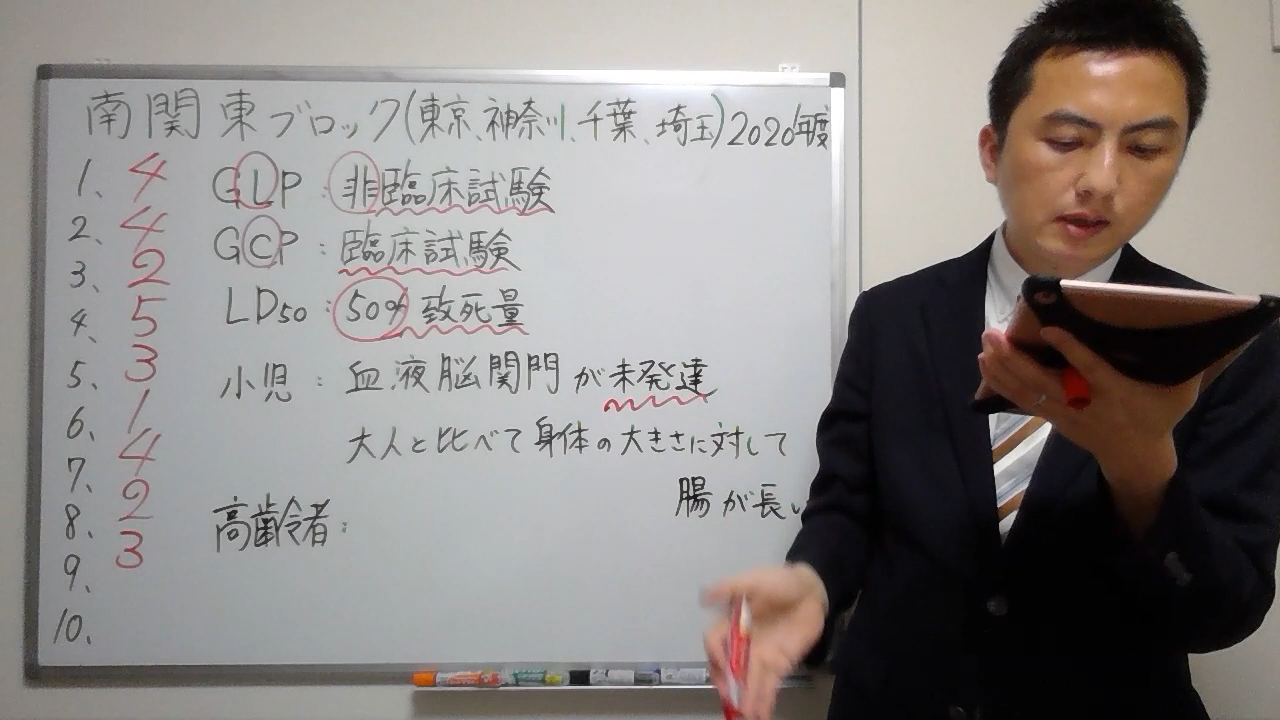 南関東ブロック(東京、神奈川、千葉、埼玉)2020年度
1、 4 GLP：非臨床試験
2、 4 GCP：臨床試験
3、 2 LD50：50%致死量
4、 5
5、 3 小児：血液脳関門が未発達
6、 1 大人と比べて身体の大きさに対して
7、 4 腸が長い
8、 2 高齢者：
9、 3
10、